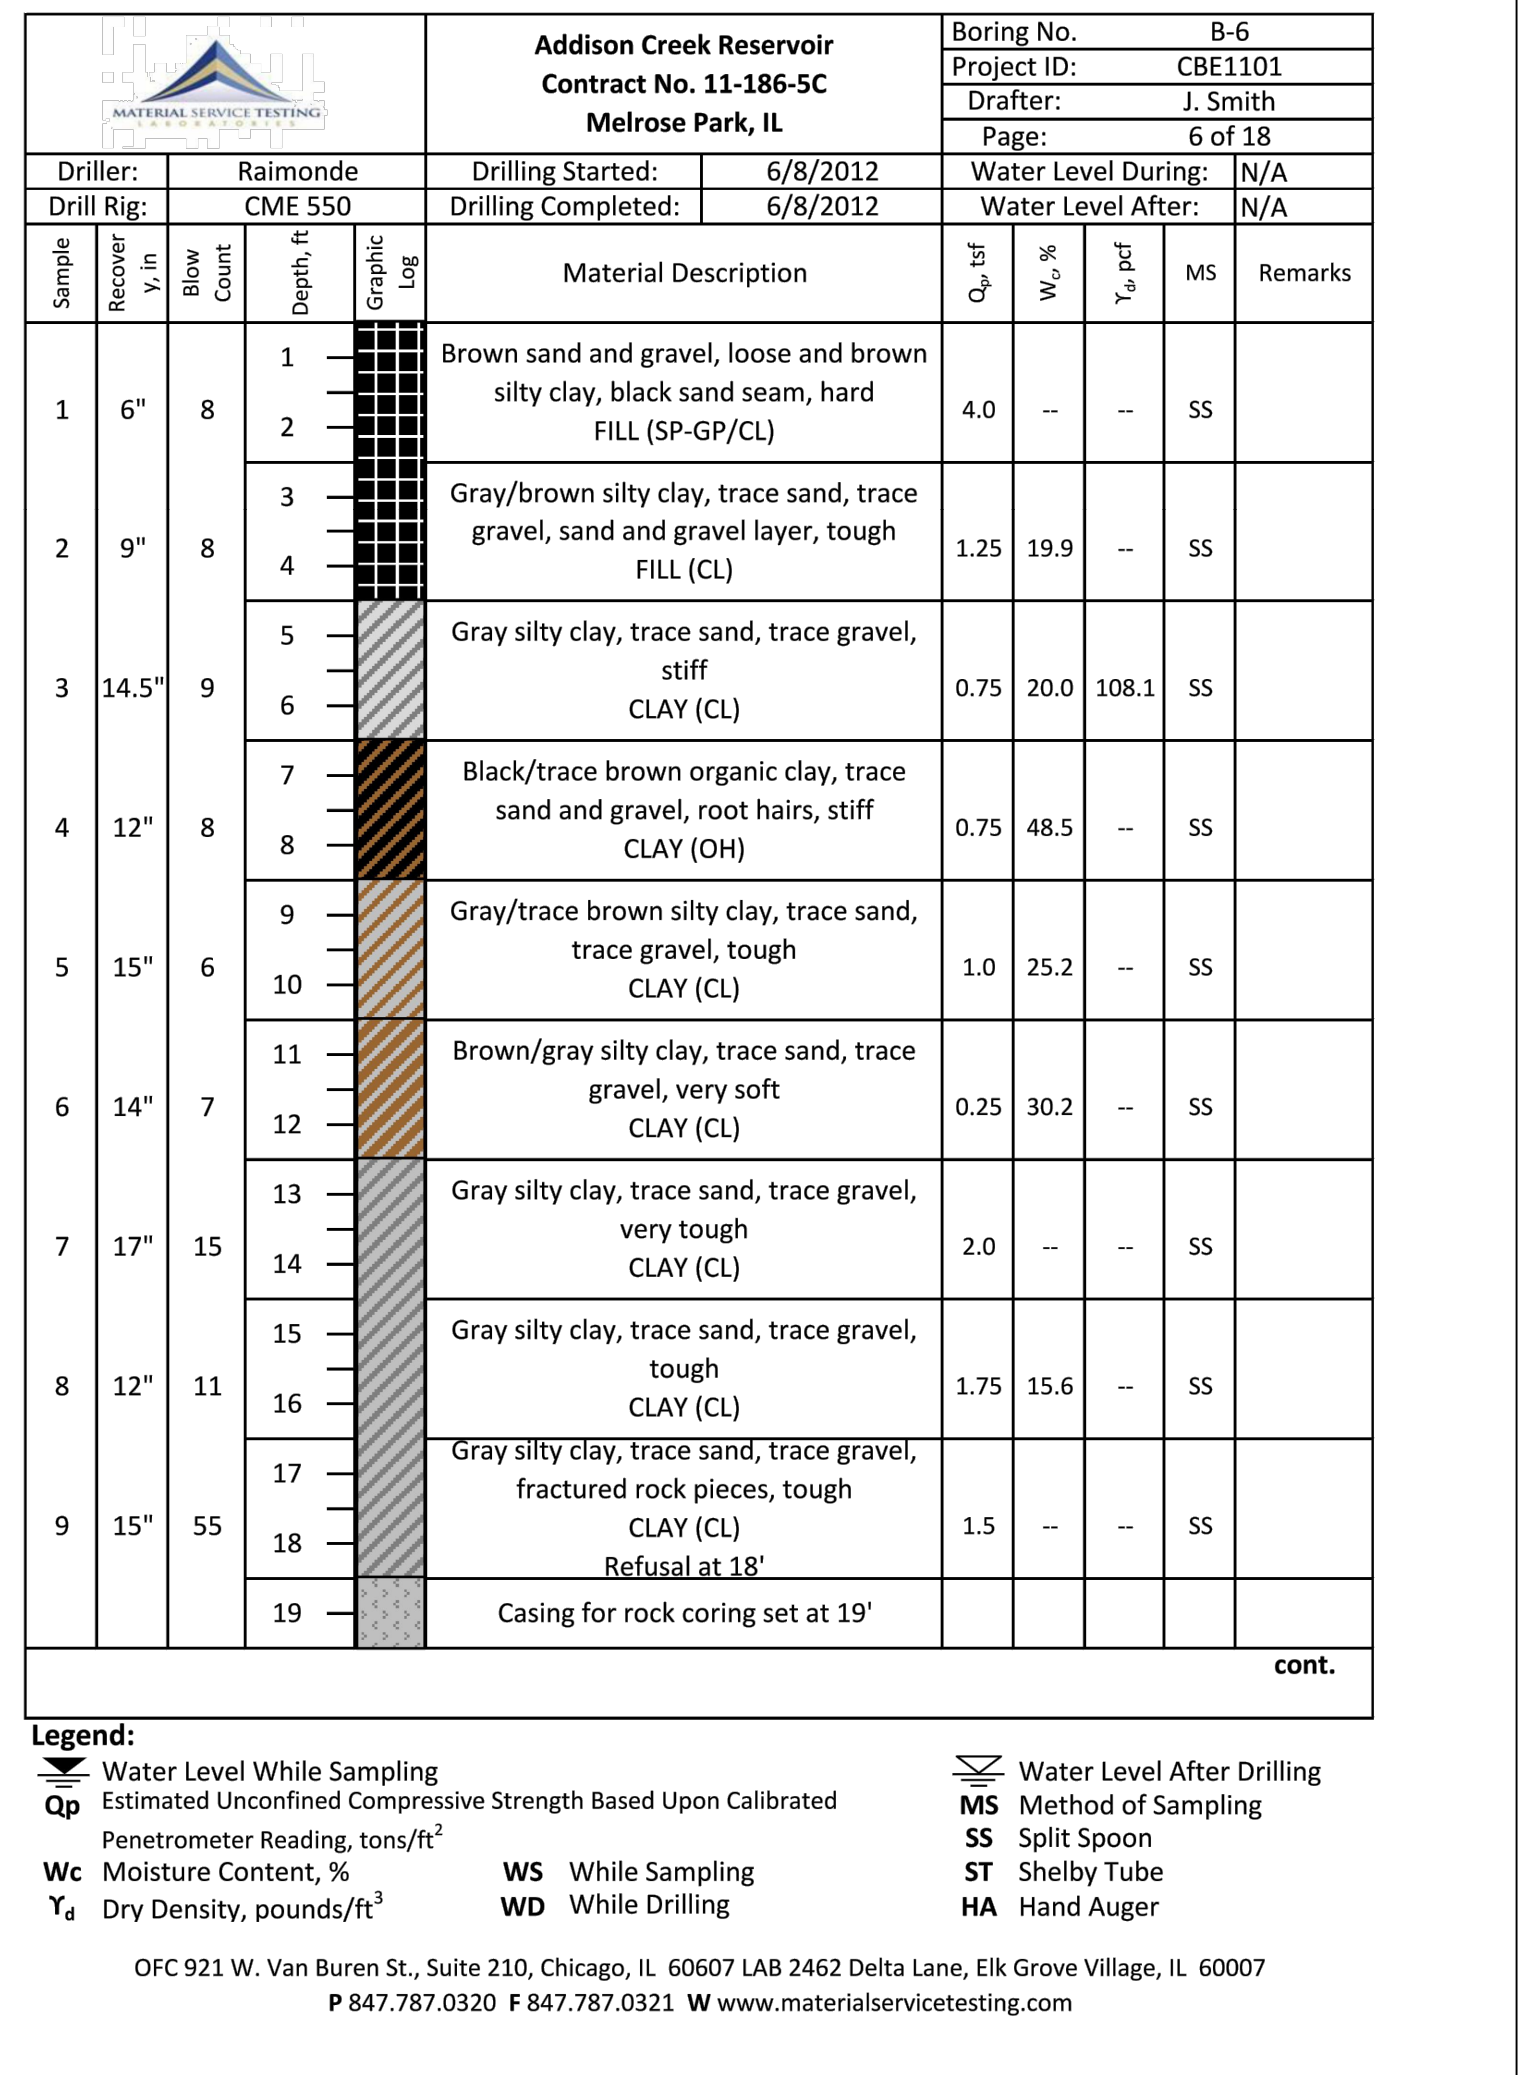 MATERIAL SERVICE TESTING
LABORATORIES
Addison Creek Reservoir
Contract No. 11-186-5C
Melrose Park, IL
Boring No. B-6
Project ID: CBE1101
Drafter: J. Smith
Page: 6 of 18
Driller: Raimonde Drilling Started: 6/8/2012 Water Level During: N/A
Drill Rig: CME 550 Drilling Completed: 6/8/2012 Water Level After: N/A
Sample
Recover
y, in
Blow
Count
Depth, ft
Graphic
Log
Material Description
Qp, tsf
Wc, %
ϒd, pcf
MS
Remarks
1 6" 8
1
2
Brown sand and gravel, loose and brown
silty clay, black sand seam, hard
FILL (SP-GP/CL)
4.0 -- -- SS
2 9" 8
3
4
Gray/brown silty clay, trace sand, trace
gravel, sand and gravel layer, tough
FILL (CL)
1.25 19.9 -- SS
3 14.5" 9
5
6
Gray silty clay, trace sand, trace gravel,
stiff
CLAY (CL)
0.75 20.0 108.1 SS
4 12" 8
7
8
Black/trace brown organic clay, trace
sand and gravel, root hairs, stiff
CLAY (OH)
0.75 48.5 -- SS
5 15" 6
9
10
Gray/trace brown silty clay, trace sand,
trace gravel, tough
CLAY (CL)
1.0 25.2 -- SS
6 14" 7
11
12
Brown/gray silty clay, trace sand, trace
gravel, very soft
CLAY (CL)
0.25 30.2 -- SS
7 17" 15
13
14
Gray silty clay, trace sand, trace gravel,
very tough
CLAY (CL)
2.0 -- -- SS
8 12" 11
15
16
Gray silty clay, trace sand, trace gravel,
tough
CLAY (CL)
1.75 15.6 -- SS
9 15" 55
17
18
Gray silty clay, trace sand, trace gravel,
fractured rock pieces, tough
CLAY (CL)
Refusal at 18'
1.5 -- -- SS
19
Casing for rock coring set at 19'
cont.
Legend:
Water Level While Sampling
Water Level After Drilling
Qp Estimated Unconfined Compressive Strength Based Upon Calibrated
Penetrometer Reading, tons/ft²
MS Method of Sampling
SS Split Spoon
Wc Moisture Content, % WS While Sampling ST Shelby Tube
ϒd Dry Density, pounds/ft³ WD While Drilling HA Hand Auger
OFC 921 W. Van Buren St., Suite 210, Chicago, IL 60607 LAB 2462 Delta Lane, Elk Grove Village, IL 60007
P 847.787.0320 F 847.787.0321 W www.materialservicetesting.com